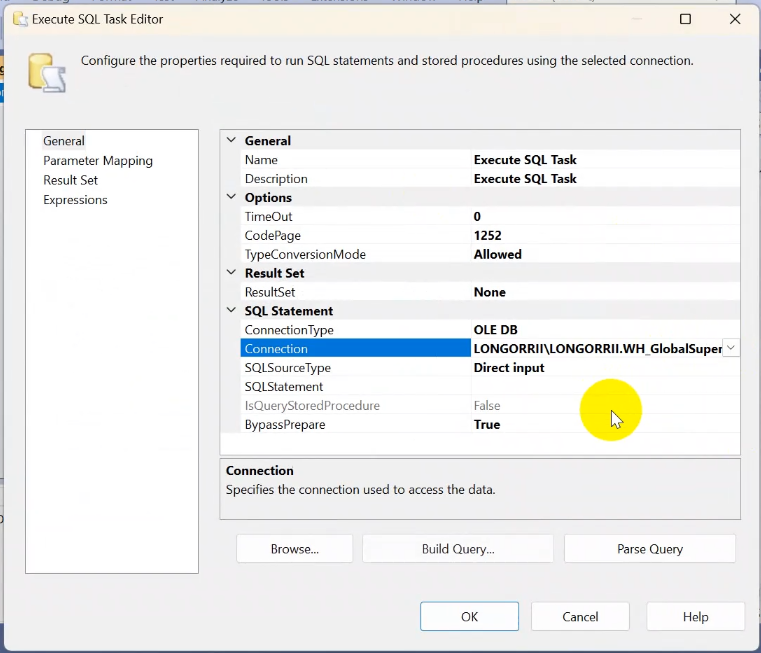 Execute SQL Task Editor
Configure the properties required to run SQL statements and stored procedures using the selected connection.
General
Parameter Mapping
Result Set
Expressions
General
Name Execute SQL Task
Description Execute SQL Task
Options
TimeOut 0
CodePage 1252
TypeConversionMode Allowed
Result Set
ResultSet None
SQL Statement
ConnectionType OLE DB
Connection LONGORRII\LONGORRII.WH_GlobalSuper
SQLSourceType Direct input
SQLStatement
IsQueryStoredProcedure False
BypassPrepare True
Connection
Specifies the connection used to access the data.
Browse... Build Query... Parse Query
OK Cancel Help